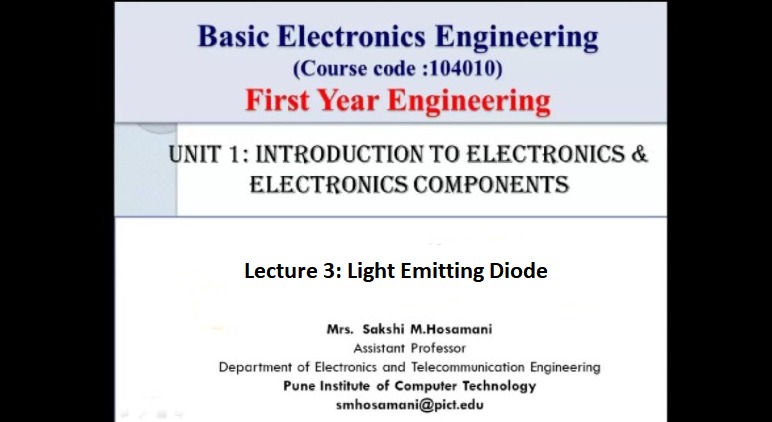 Basic Electronics Engineering
(Course code :104010)
First Year Engineering
UNIT 1: INTRODUCTION TO ELECTRONICS &
ELECTRONICS COMPONENTS
Lecture 3: Light Emitting Diode
Mrs. Sakshi M.Hosamani
Assistant Professor
Department of Electronics and Telecommunication Engineering
Pune Institute of Computer Technology
smhosamani@pict.edu